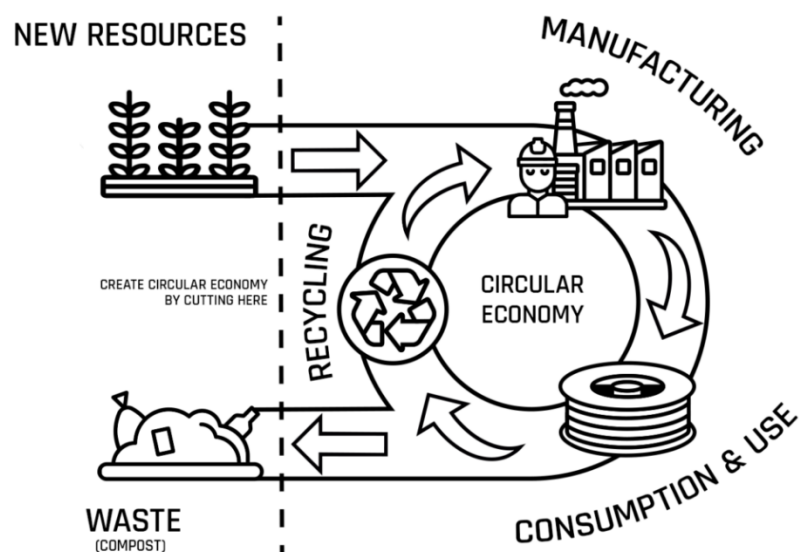 NEW RESOURCES
MANUFACTURING
RECYCLING
CREATE CIRCULAR ECONOMY
BY CUTTING HERE
CIRCULAR
ECONOMY
CONSUMPTION & USE
WASTE
(COMPOST)